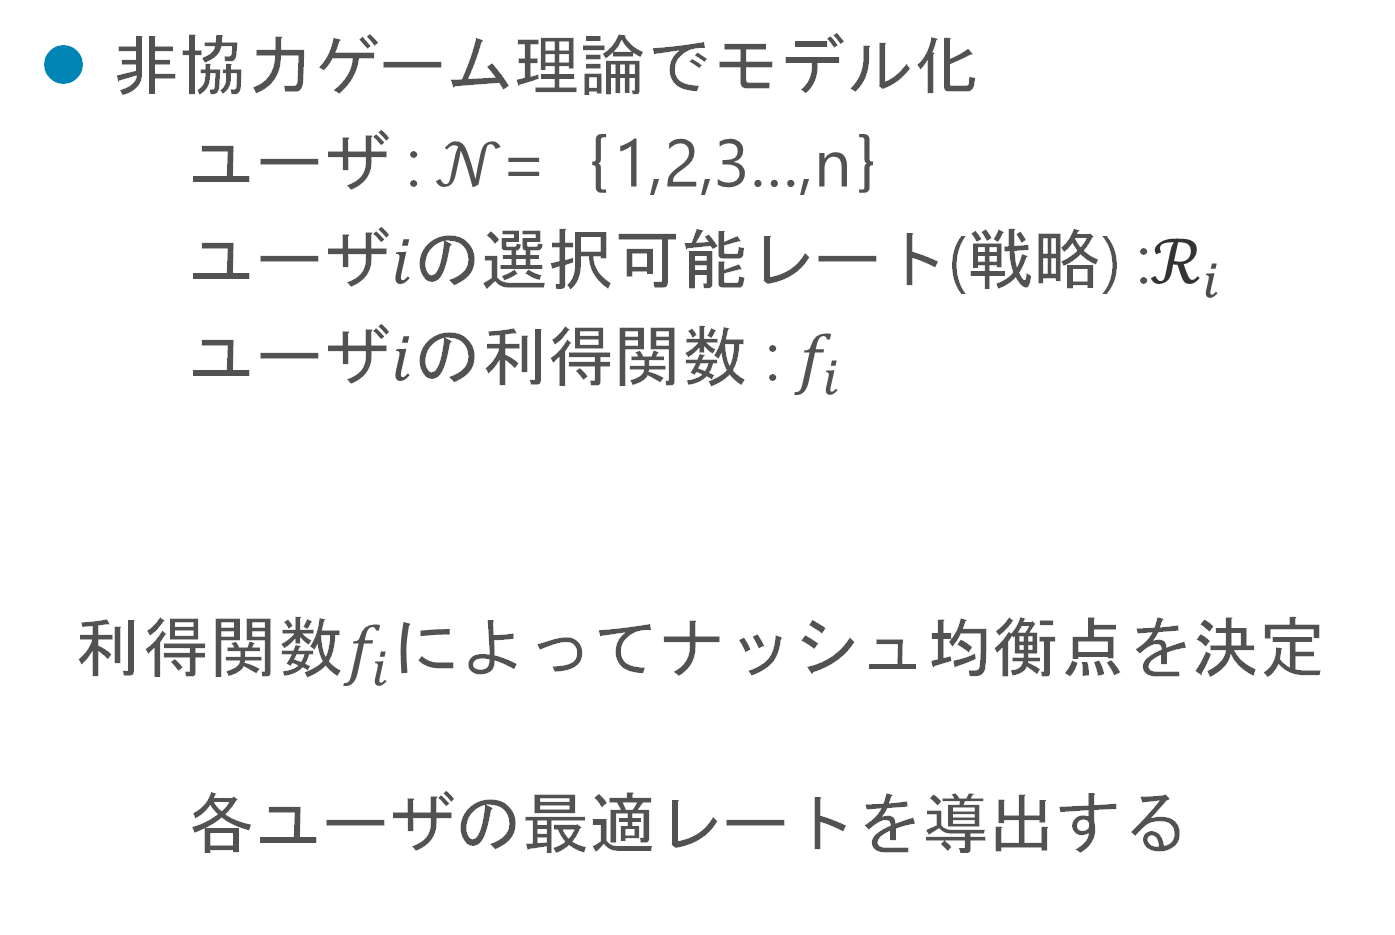 ● 非協力ゲーム理論でモデル化
ユーザ : 𝒩 = {1,2,3…,n}
ユーザ𝑖の選択可能レート(戦略) :ℛᵢ
ユーザ𝑖の利得関数 : 𝑓ᵢ
利得関数𝑓ᵢによってナッシュ均衡点を決定
各ユーザの最適レートを導出する